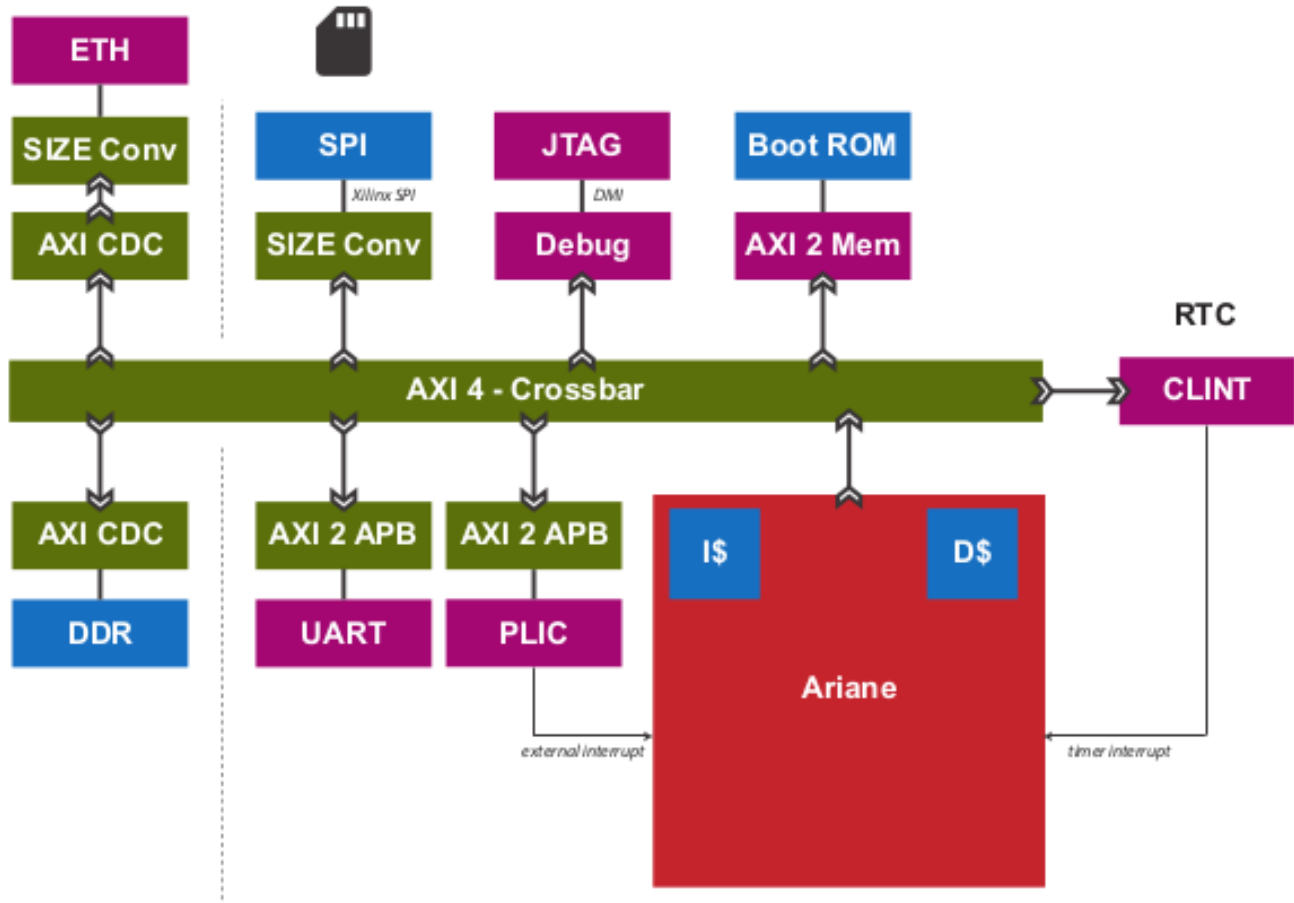 ETH
SIZE Conv
AXI CDC
SPI
Xilinx SPI
SIZE Conv
JTAG
DMI
Debug
Boot ROM
AXI 2 Mem
RTC
CLINT
AXI 4 - Crossbar
AXI CDC
DDR
AXI 2 APB
UART
AXI 2 APB
PLIC
I$
D$
Ariane
external interrupt
timer interrupt